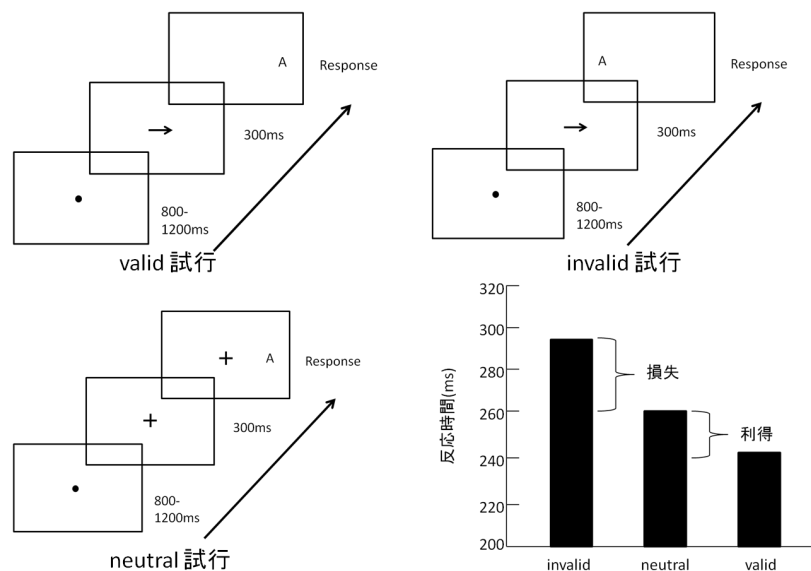 A
Response
300ms
800-
1200ms
valid 試行
A
Response
300ms
800-
1200ms
invalid 試行
+
A
Response
+
300ms
800-
1200ms
neutral 試行
反応時間(ms)
320
300
280
260
240
220
200
損失
利得
invalid
neutral
valid